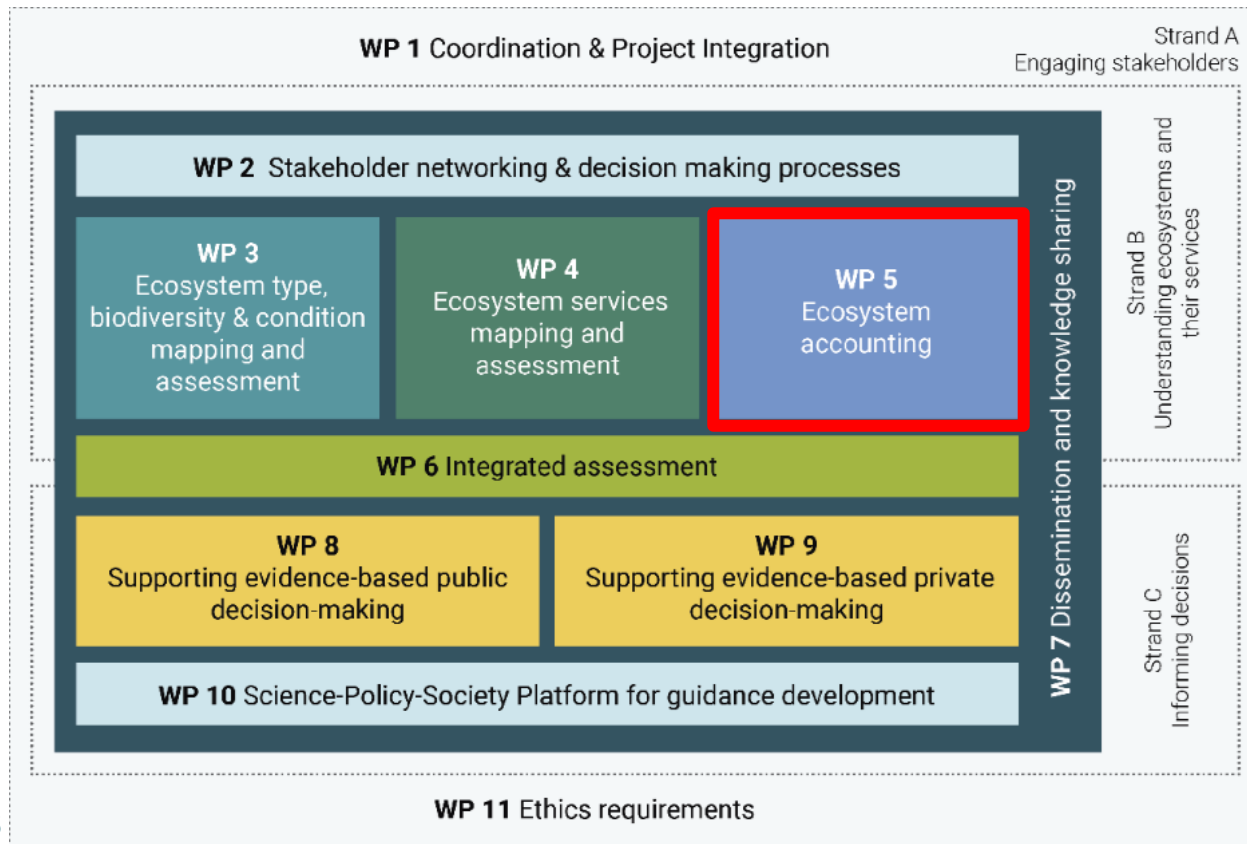 WP 1 Coordination & Project Integration
Strand A
Engaging stakeholders
WP 2 Stakeholder networking & decision making processes
WP 3
Ecosystem type,
biodiversity & condition
mapping and
assessment
WP 4
Ecosystem services
mapping and
assessment
WP 5
Ecosystem
accounting
WP 7 Dissemination and knowledge sharing
Strand B
Understanding ecosystems and
their services
WP 6 Integrated assessment
WP 8
Supporting evidence-based public
decision-making
WP 9
Supporting evidence-based private
decision-making
Strand C
Informing decisions
WP 10 Science-Policy-Society Platform for guidance development
WP 11 Ethics requirements